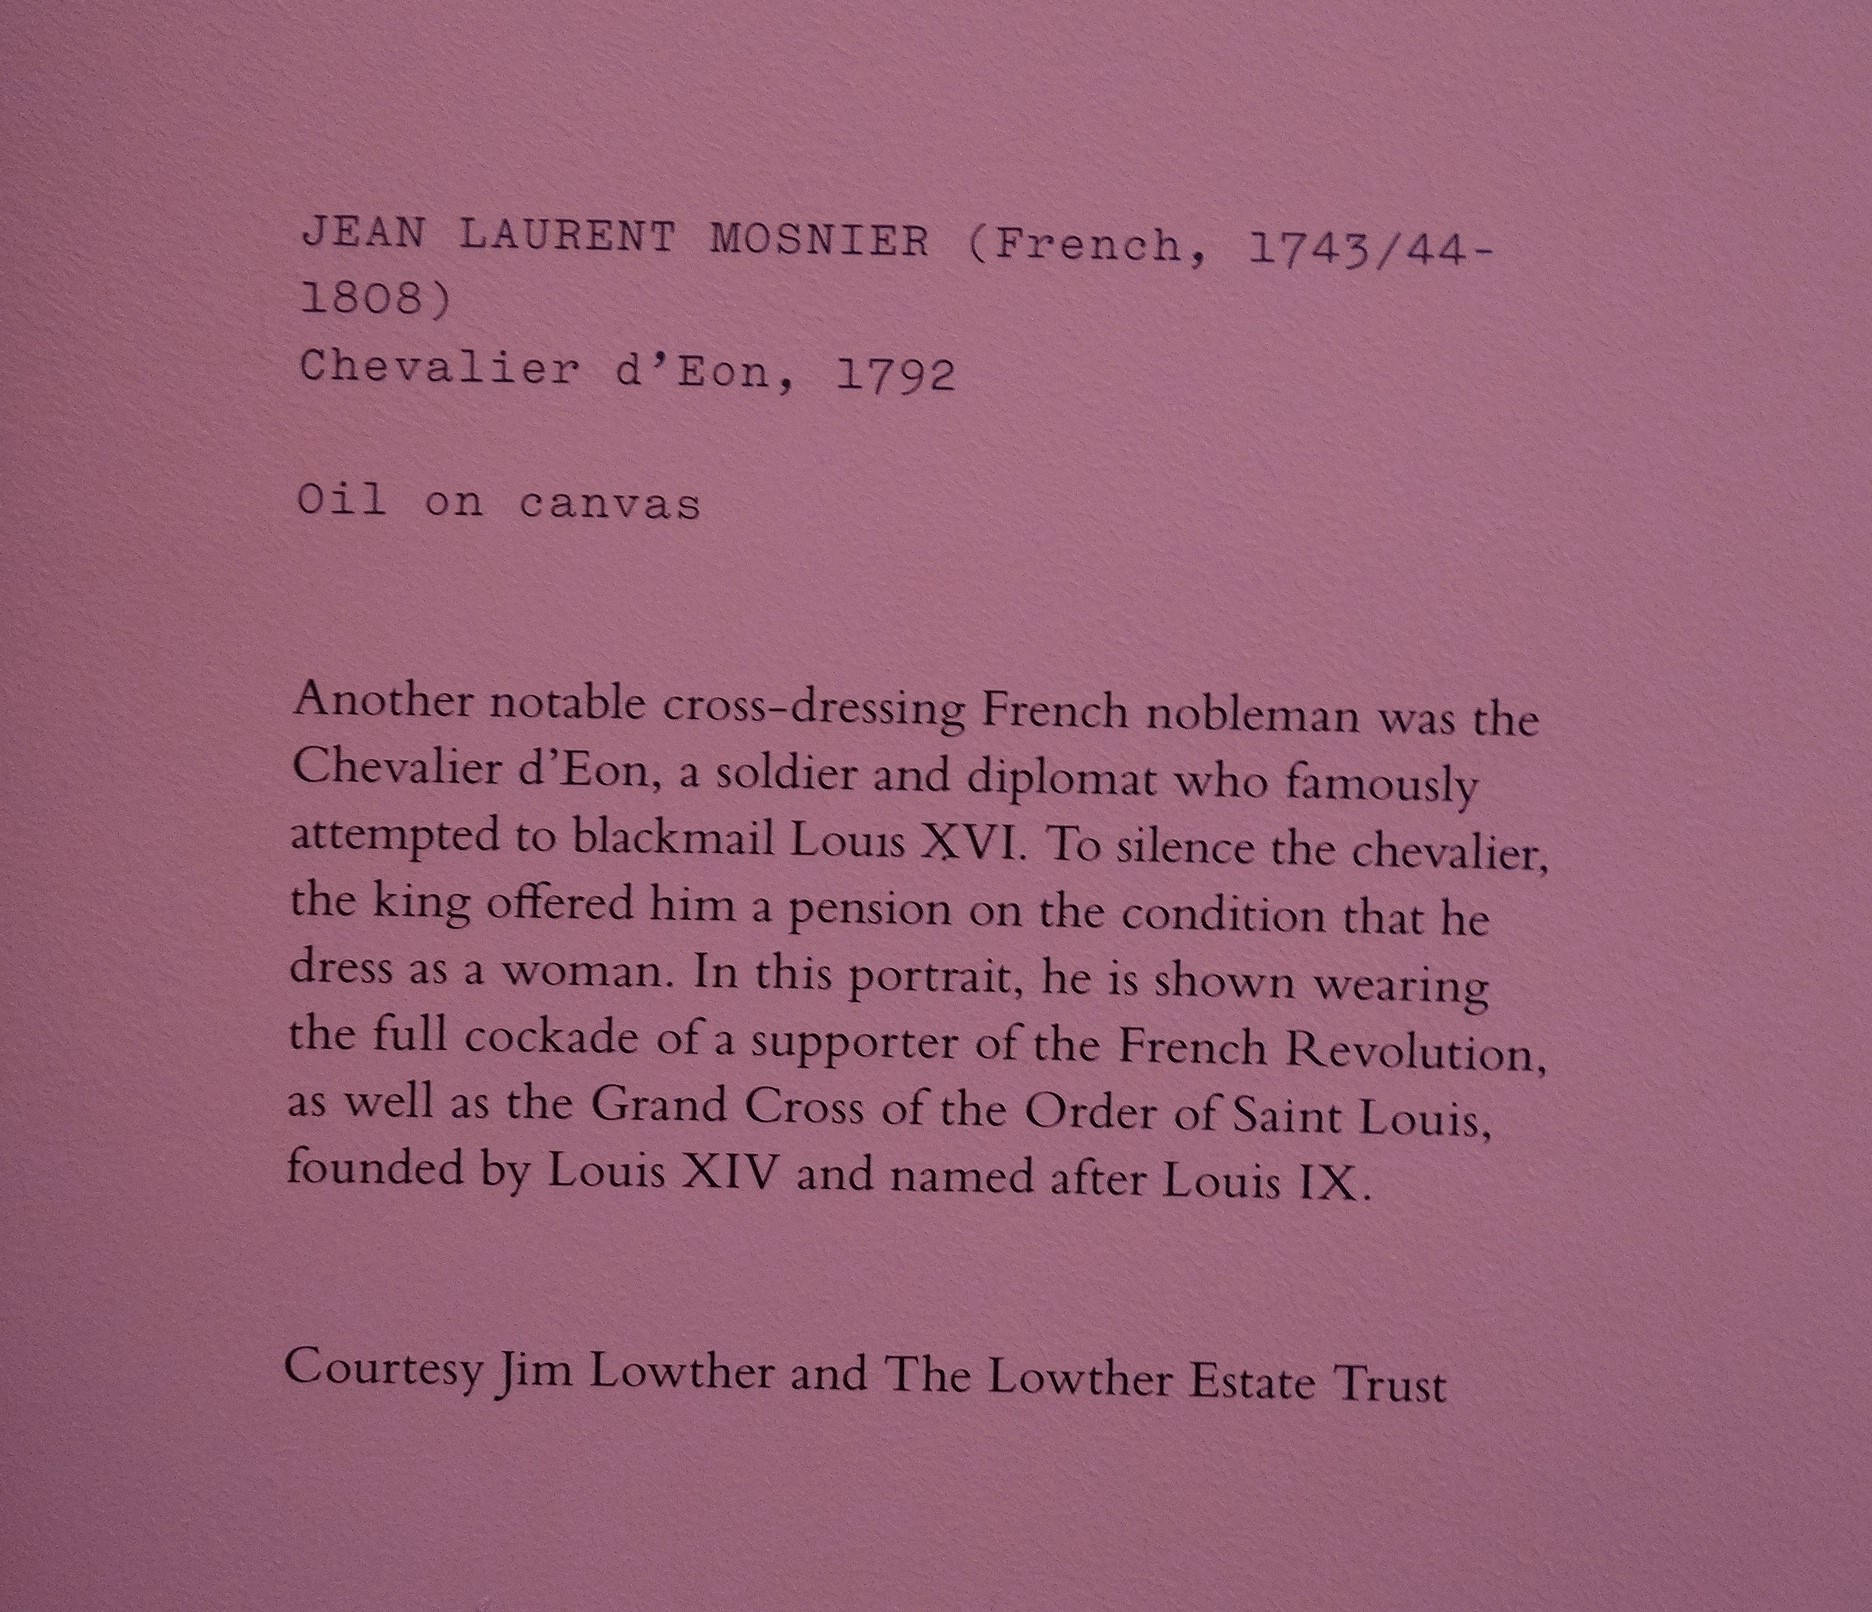 JEAN LAURENT MOSNIER (French, 1743/44-
1808)
Chevalier d’Eon, 1792
Oil on canvas
Another notable cross-dressing French nobleman was the
Chevalier d’Eon, a soldier and diplomat who famously
attempted to blackmail Louis XVI. To silence the chevalier,
the king offered him a pension on the condition that he
dress as a woman. In this portrait, he is shown wearing
the full cockade of a supporter of the French Revolution,
as well as the Grand Cross of the Order of Saint Louis,
founded by Louis XIV and named after Louis IX.
Courtesy Jim Lowther and The Lowther Estate Trust